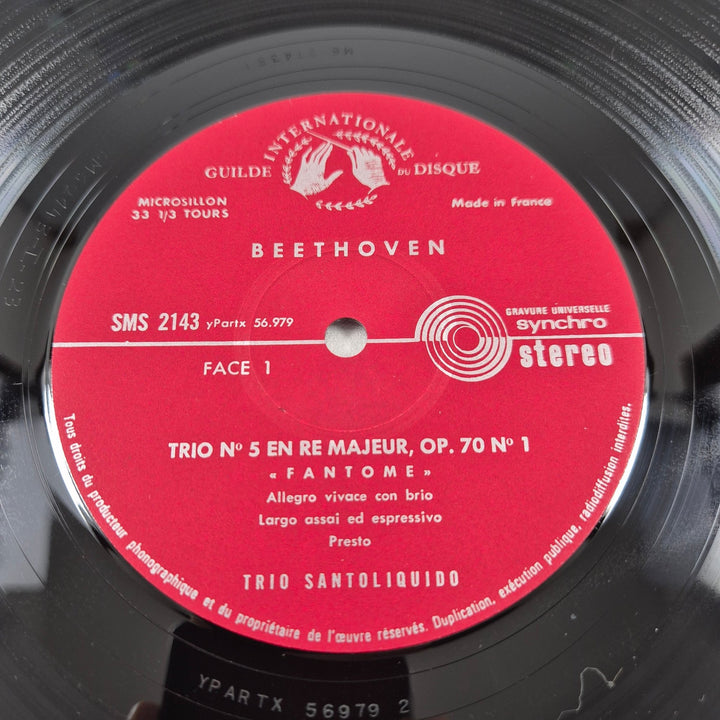 INTERNATIONALE
GUILDE DU DISQUE
MICROSILLON
33 1/3 TOURS
Made in France
BEETHOVEN
SMS 2143 yPartx 56.979
GRAVURE UNIVERSELLE
synchro
stereo
FACE 1
TRIO Nº 5 EN RE MAJEUR, OP. 70 Nº 1
« FANTOME »
Allegro vivace con brio
Largo assai ed espressivo
Presto
TRIO SANTOLIQUIDO
Tous droits du producteur phonographique et du propriétaire de l'œuvre réservés. Duplication, exécution publique, radiodiffusion interdites.
YPARTX 56979 2